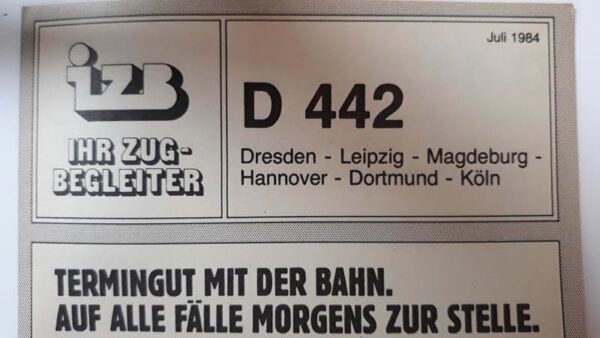 Juli 1984
izb
IHR ZUG-
BEGLEITER
D 442
Dresden - Leipzig - Magdeburg -
Hannover - Dortmund - Köln
TERMINGUT MIT DER BAHN.
AUF ALLE FÄLLE MORGENS ZUR STELLE.